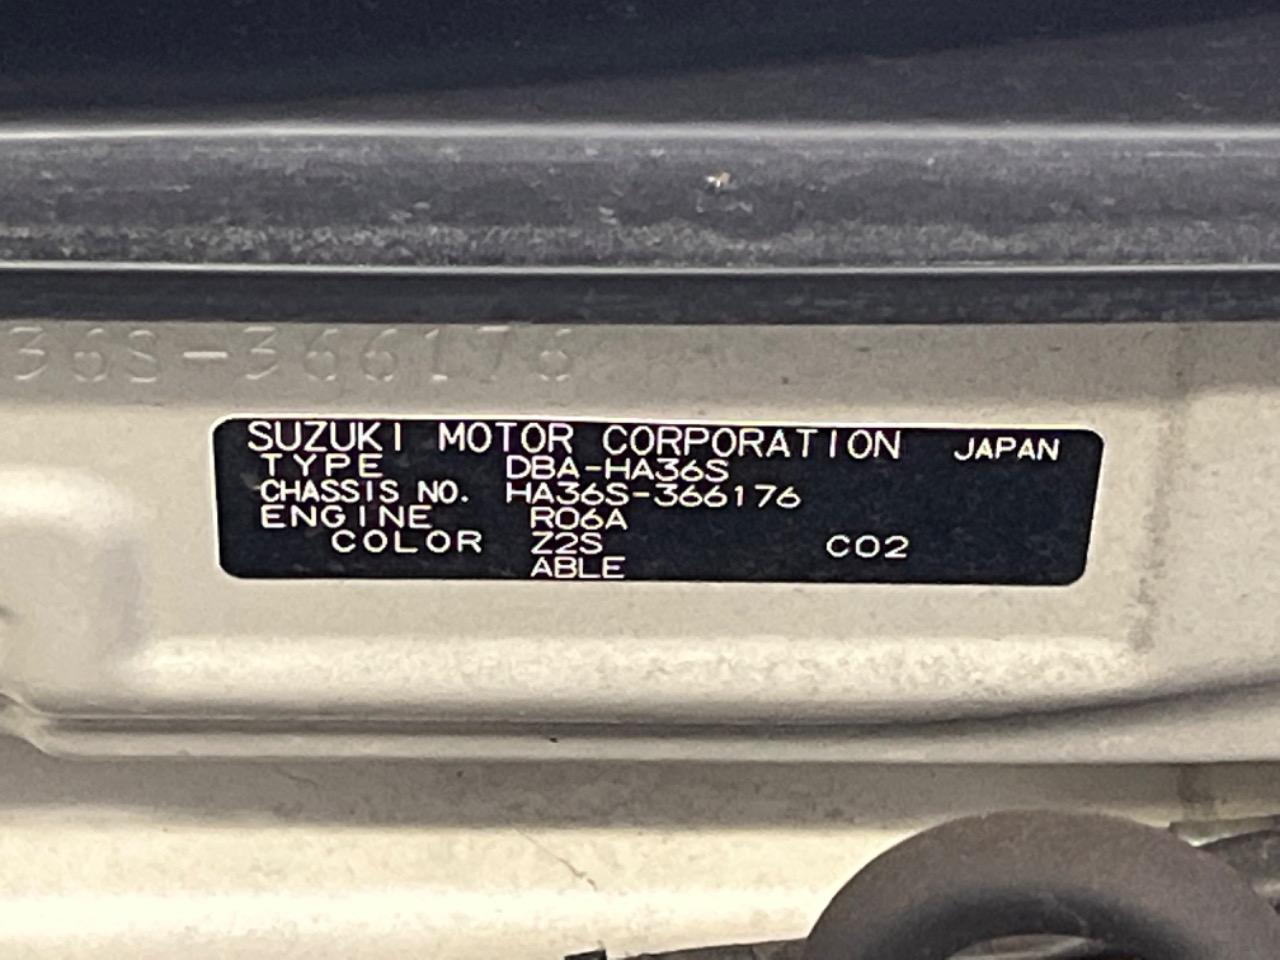 36S-366176
SUZUKI MOTOR CORPORATION JAPAN
TYPE DBA-HA36S
CHASSIS NO. HA36S-366176
ENGINE R06A
COLOR Z2S C02
ABLE